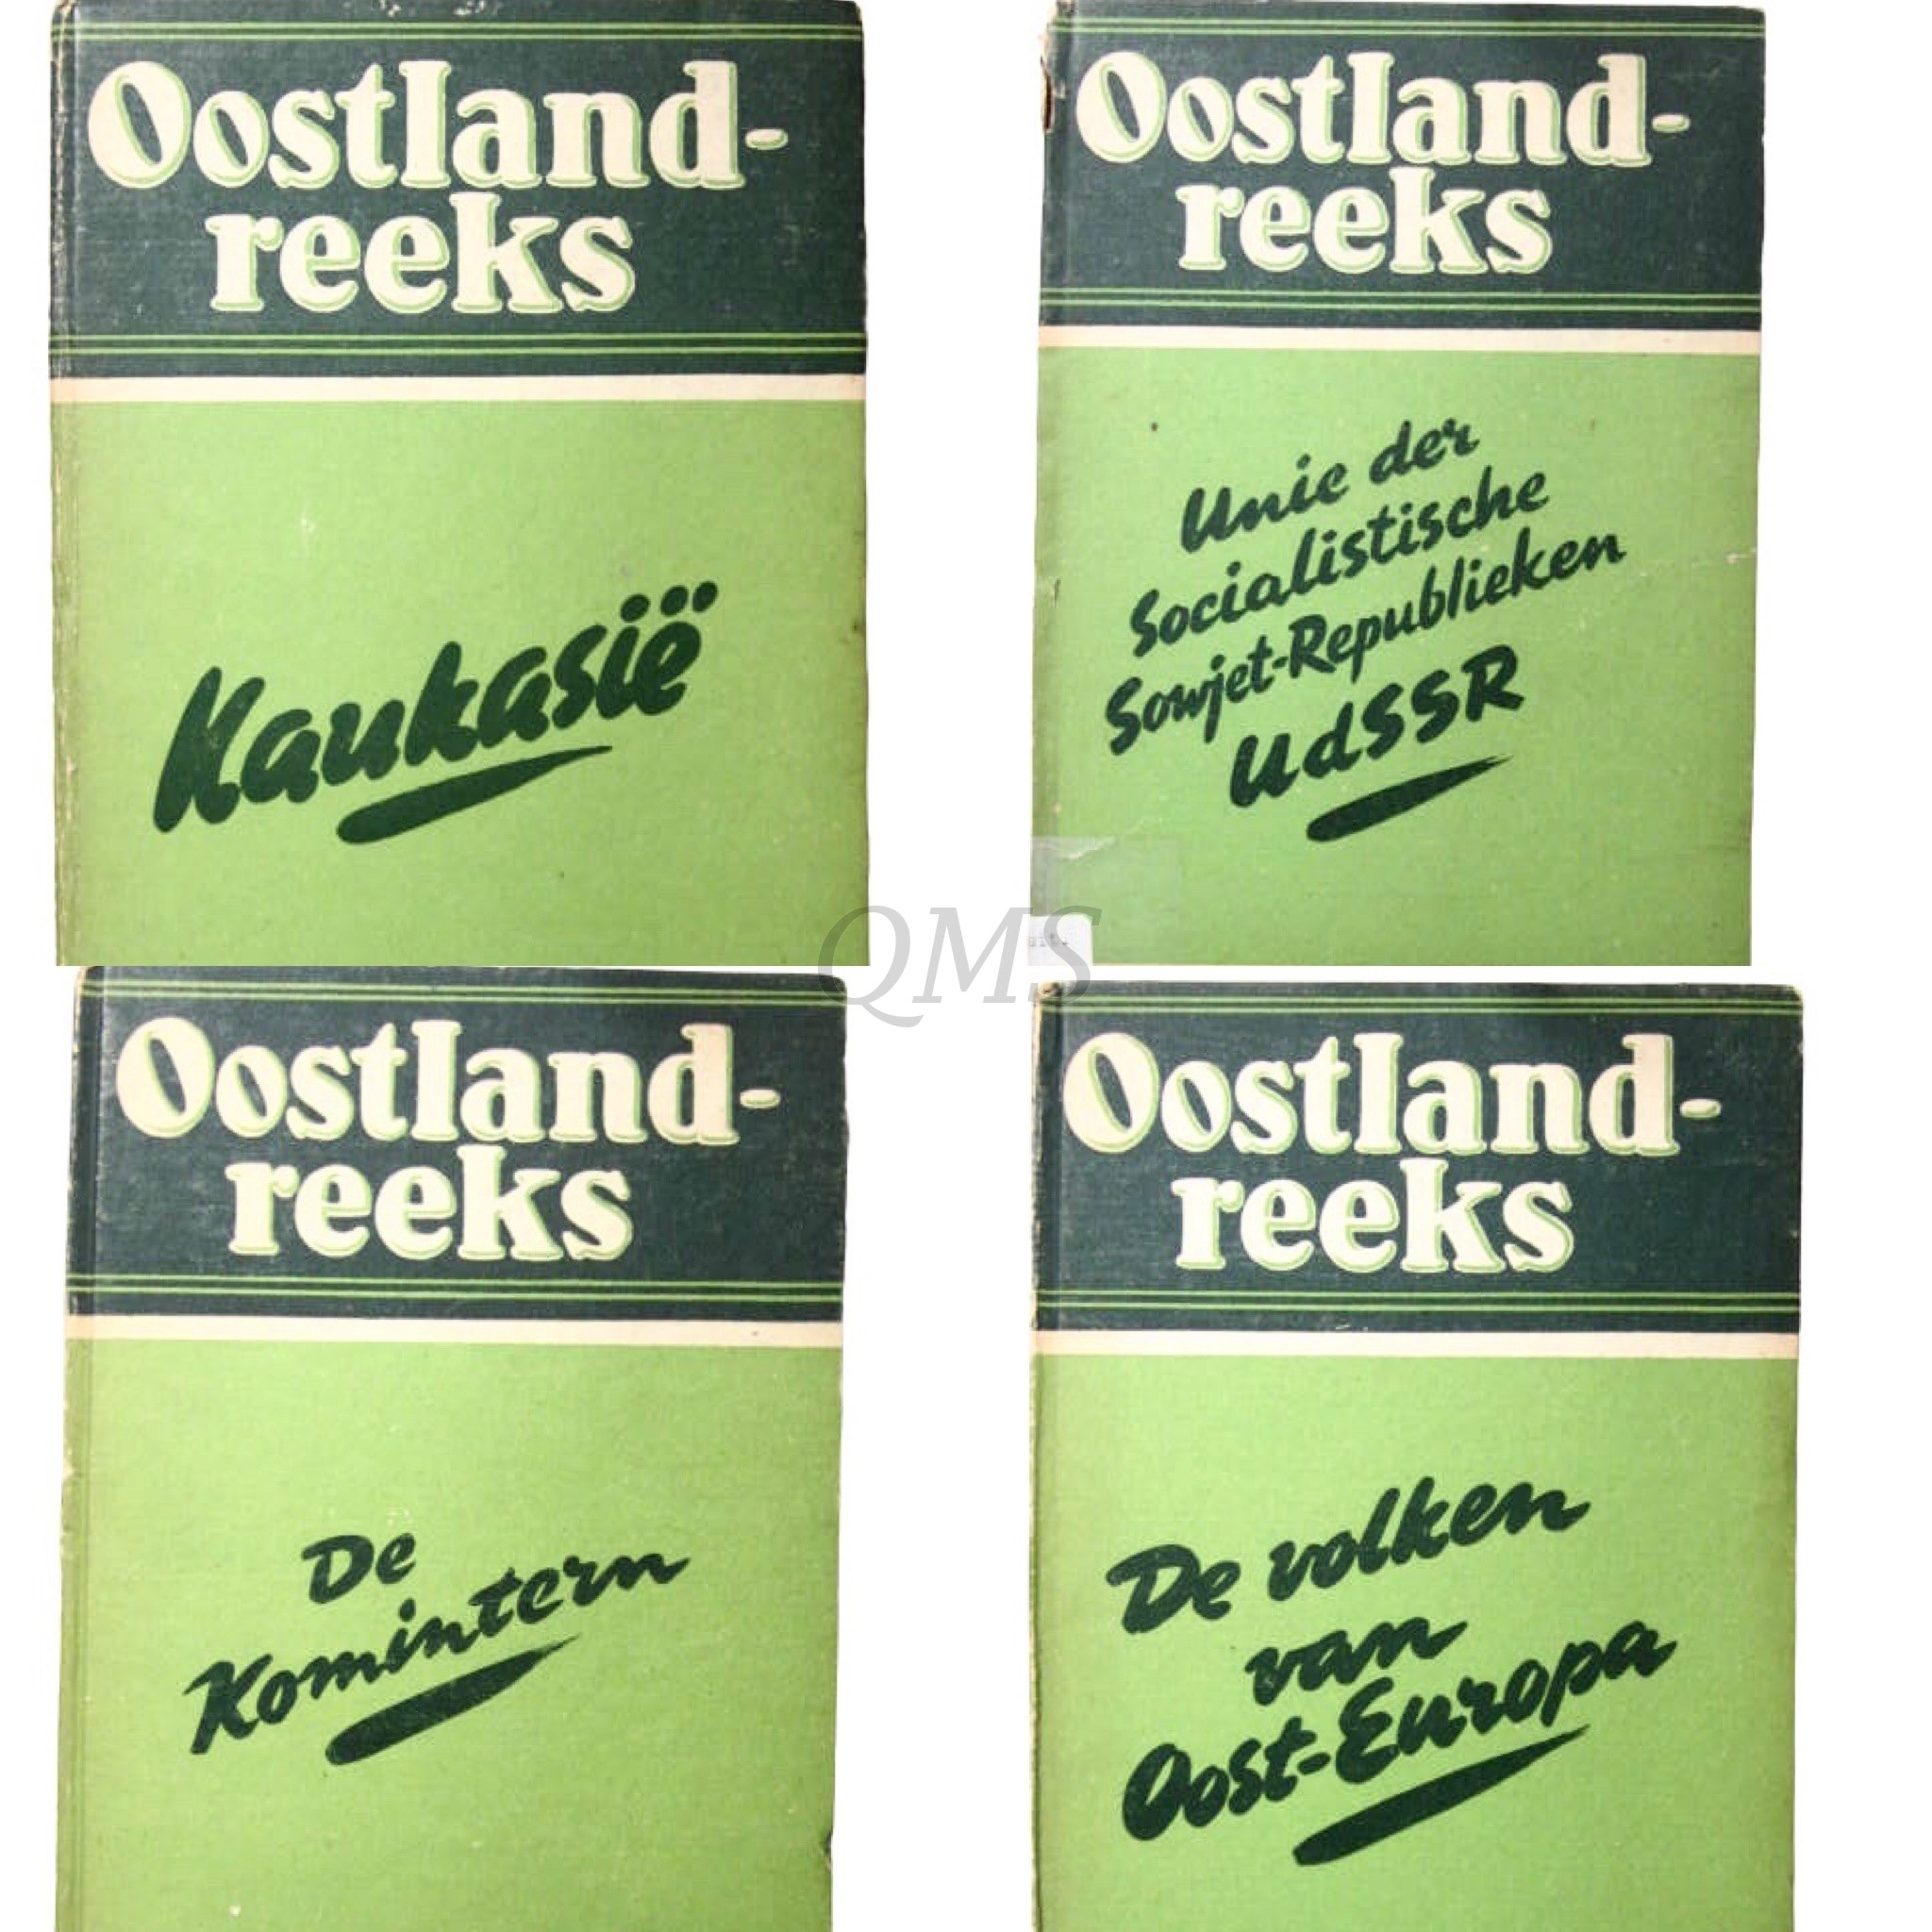 Oostland-
reeks
Kaukasië
Oostland-
reeks
Unie der
Socialistische
Sowjet-Republieken
UdSSR
QMS
Oostland-
reeks
De
Komintern
Oostland-
reeks
De volken
van
Oost-Europa